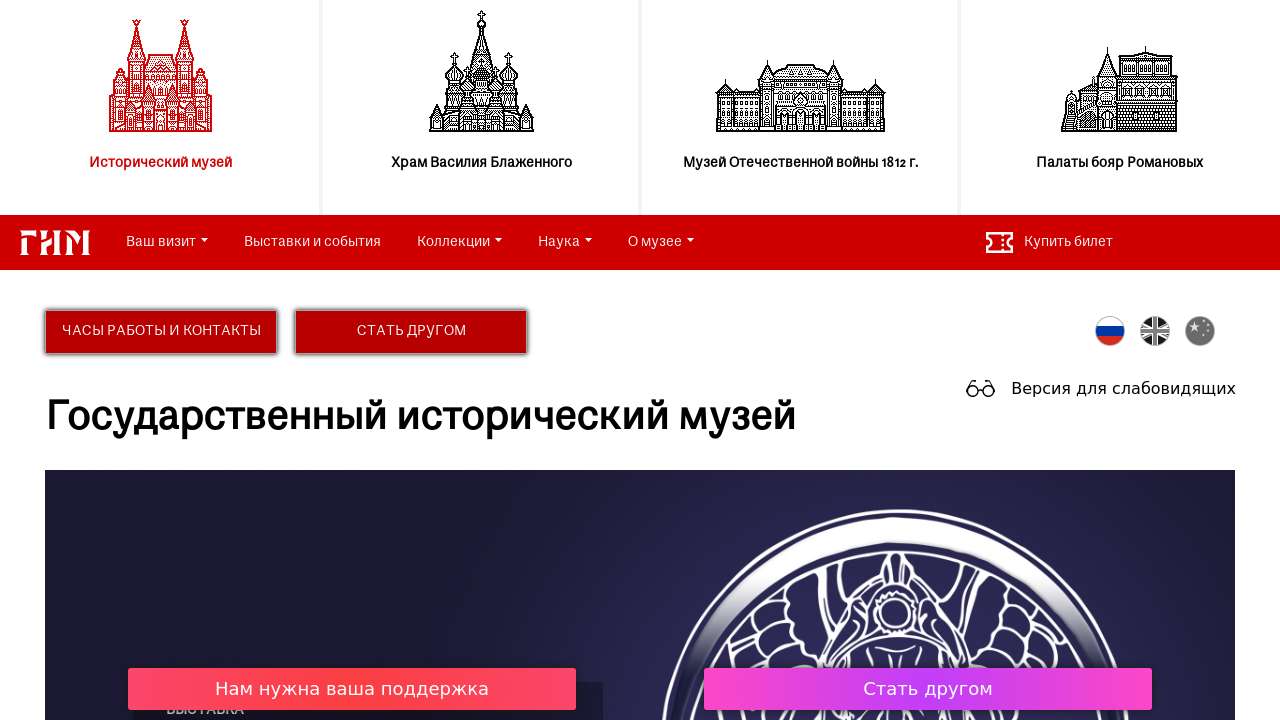 Исторический музей
Храм Василия Блаженного
Музей Отечественной войны 1812 г.
Палаты бояр Романовых
ГИМ
Ваш визит
Выставки и события
Коллекции
Наука
О музее
Купить билет
ЧАСЫ РАБОТЫ И КОНТАКТЫ
СТАТЬ ДРУГОМ
Версия для слабовидящих
Государственный исторический музей
Нам нужна ваша поддержка
Стать другом
ВЫСТАВКА